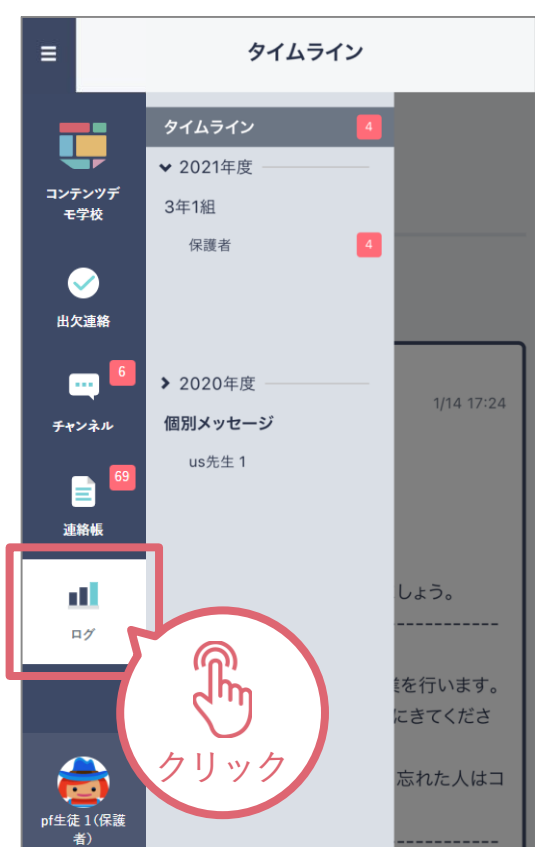 タイムライン
コンテンツデ
モ学校
出欠連絡
6
チャンネル
69
連絡帳
ログ
pf生徒 1(保護
者)
タイムライン 4
2021年度
3年1組
保護者 4
2020年度
個別メッセージ
us先生 1
クリック
1/14 17:24
しょう。
-----------
を行います。
にきてくださ
忘れた人はコ
-----------